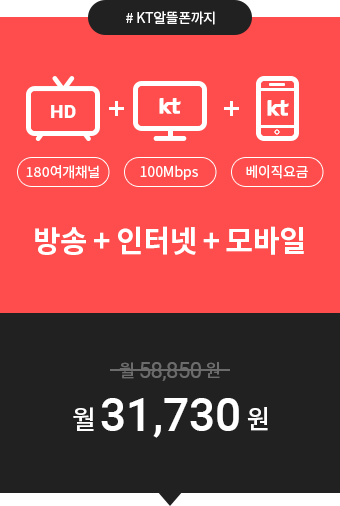 # KT알뜰폰까지
HD + kt + kt
180여개채널 100Mbps 베이직요금
방송 + 인터넷 + 모바일
월 58,850 원
월 31,730 원